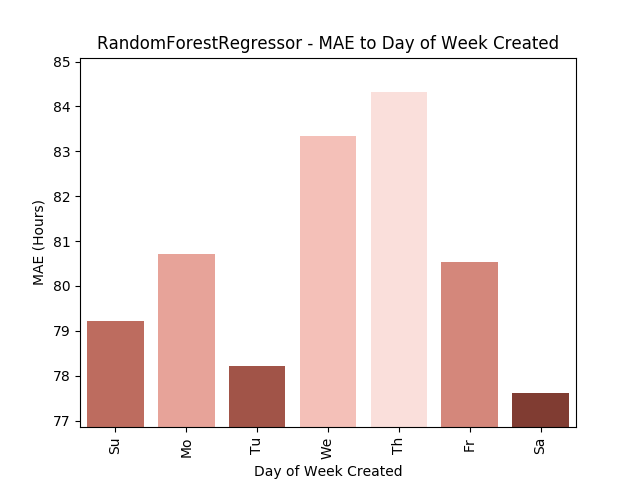 RandomForestRegressor - MAE to Day of Week Created
85
84
83
82
81
80
79
78
77
MAE (Hours)
Su
Mo
Tu
We
Th
Fr
Sa
Day of Week Created